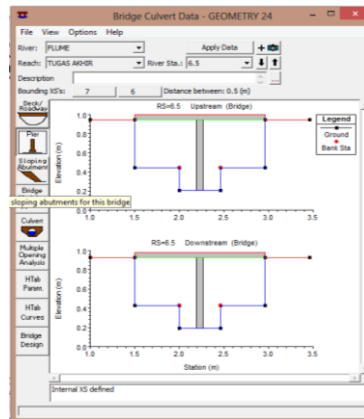 Bridge Culvert Data - GEOMETRY 24
File View Options Help
River: FLUME Apply Data
Reach: TUGAS AKHIR River Sta.: 6.5
Description
Bounding XS's: 7 6 Distance between: 0.5 (m)
Deck/
Roadway
Pier
Sloping
Abutment
Bridge
sloping abutments for this bridge
Culvert
Multiple
Opening
Analysis
HTab
Param.
HTab
Curves
Bridge
Design
RS=6.5 Upstream (Bridge)
Elevation (m)
1.0
0.8
0.6
0.4
0.2
0.0
1.0 1.5 2.0 2.5 3.0 3.5
Legend
Ground
Bank Sta
RS=6.5 Downstream (Bridge)
Elevation (m)
1.0
0.8
0.6
0.4
0.2
0.0
1.0 1.5 2.0 2.5 3.0 3.5
Station (m)
Internal XS defined